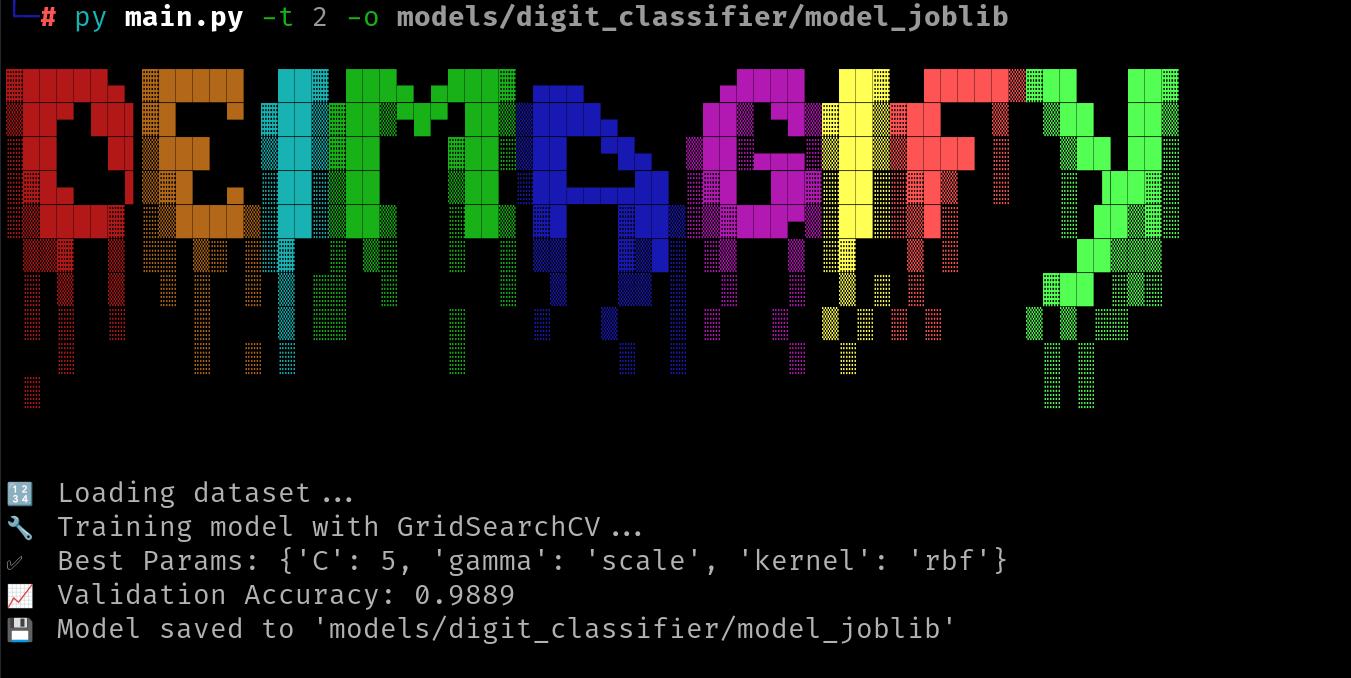 └─# py main.py -t 2 -o models/digit_classifier/model_joblib
DEIMAGIFY
Loading dataset...
Training model with GridSearchCV...
Best Params: {'C': 5, 'gamma': 'scale', 'kernel': 'rbf'}
Validation Accuracy: 0.9889
Model saved to 'models/digit_classifier/model_joblib'